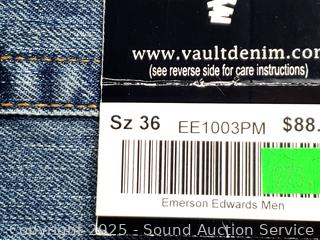 www.vaultdenim.com
(see reverse side for care instructions)
Sz 36 EE1003PM $88.
Emerson Edwards Men
Copyright 2025 - Sound Auction Service